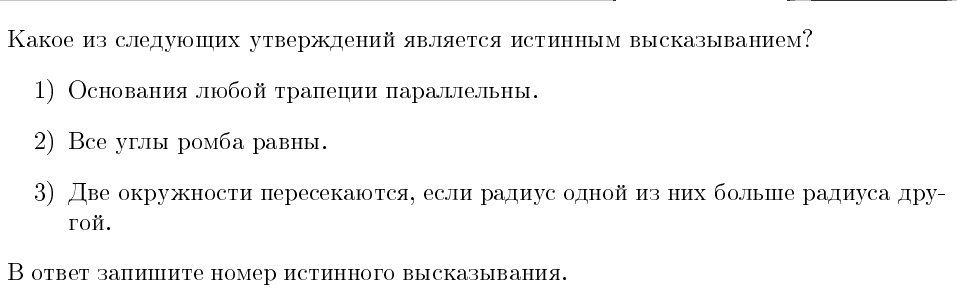 Какое из следующих утверждений является истинным высказыванием?
1) Основания любой трапеции параллельны.
2) Все углы ромба равны.
3) Две окружности пересекаются, если радиус одной из них больше радиуса дру-
гой.
В ответ запишите номер истинного высказывания.